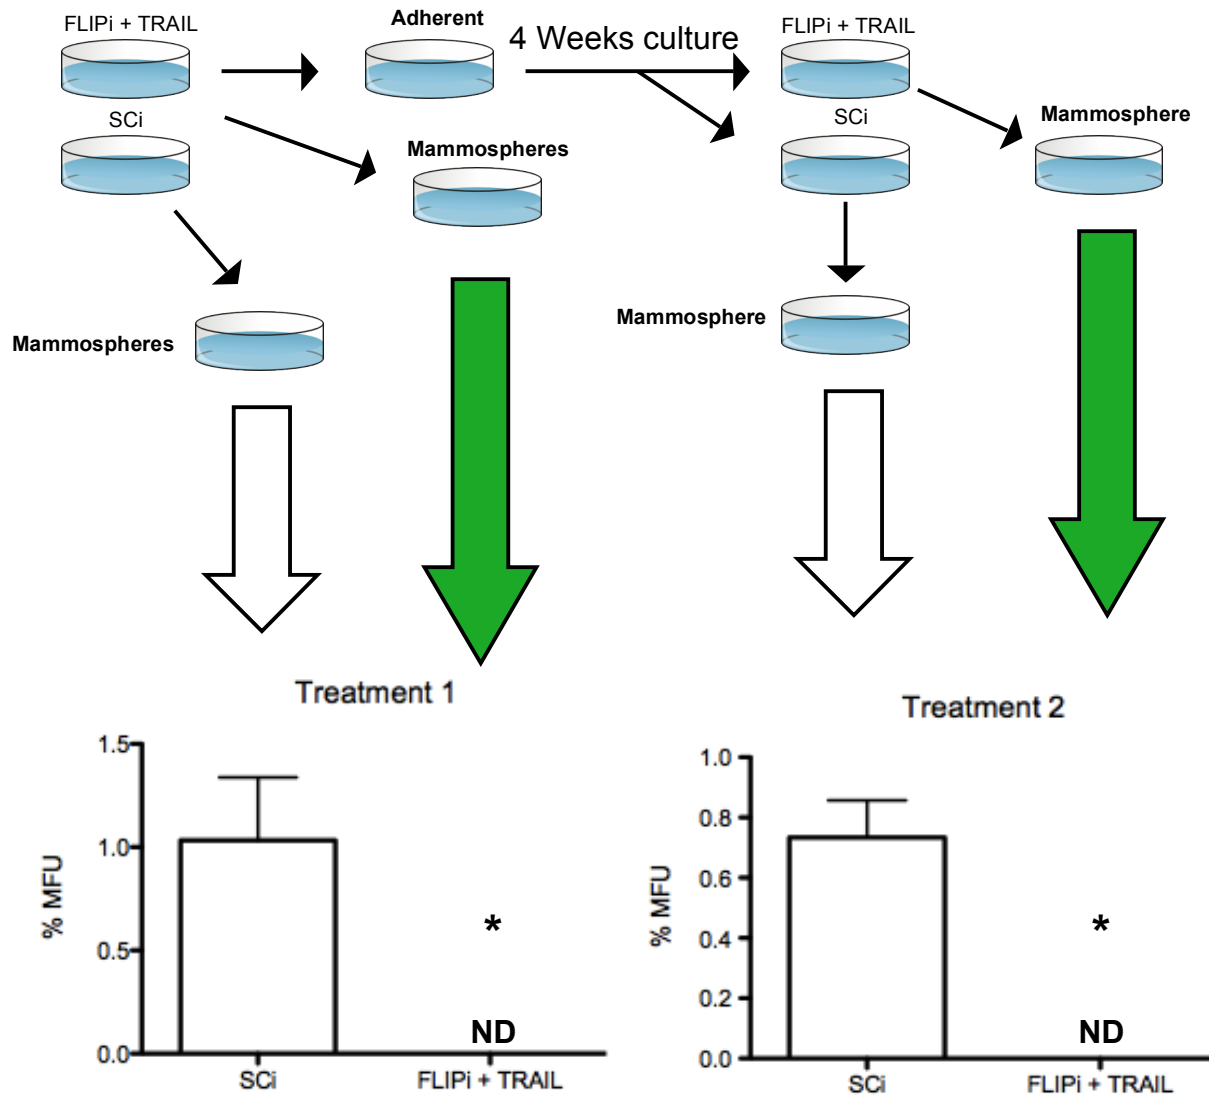 FLIPi + TRAIL
Adherent
4 Weeks culture
FLIPi + TRAIL
SCi
SCi
Mammosphere
Mammospheres
Mammosphere
Mammospheres
Treatment 1
Treatment 2
% MFU
1.5
1.0
0.5
0.0
*
ND
SCi
FLIPi + TRAIL
% MFU
1.0
0.8
0.6
0.4
0.2
0.0
*
ND
SCi
FLIPi + TRAIL